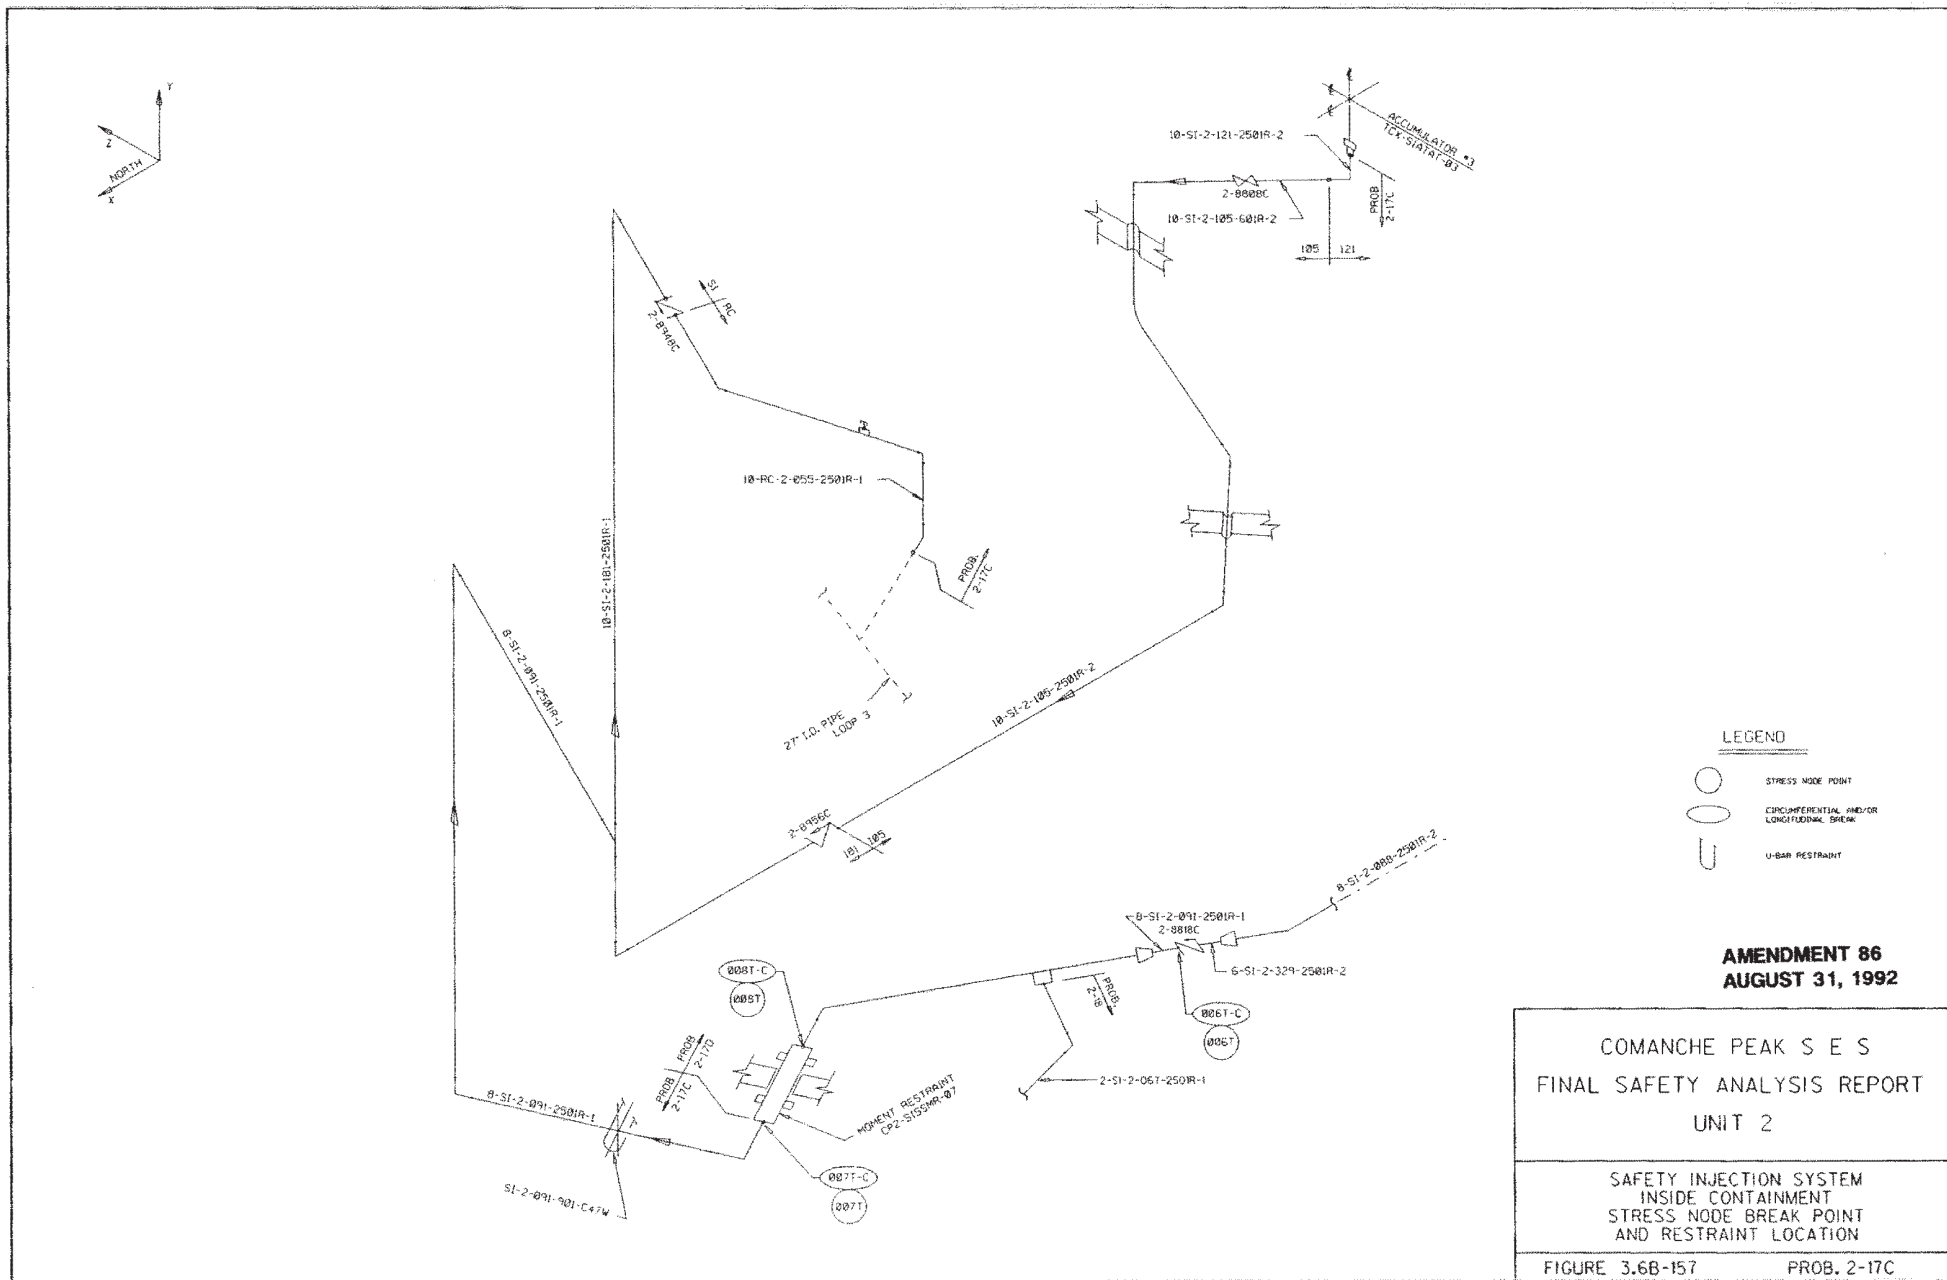 Y
Z
NORTH
X
10-SI-2-121-2501R-2
ACCUMULATOR #3
TCX-SIATAT-03
2-8808C
10-SI-2-105-601R-2
PROB
2-17C
105
121
SI
RC
2-8948C
10-RC-2-055-2501R-1
PROB.
2-17C
10-SI-2-181-2501R-1
8-SI-2-091-2501R-1
27" I.D. PIPE
LOOP 3
10-SI-2-105-2501R-2
2-8956C
181
105
LEGEND
STRESS NODE POINT
CIRCUMFERENTIAL AND/OR
LONGITUDINAL BREAK
U-BAR RESTRAINT
8-SI-2-088-2501R-2
8-SI-2-091-2501R-1
2-8818C
6-SI-2-329-2501R-2
008T-C
008T
PROB.
2-18
006T-C
006T
PROB
2-17D
PROB
2-17C
2-SI-2-067-2501R-1
MOMENT RESTRAINT
CP2-SISSMR-07
8-SI-2-091-2501R-1
007T-C
007T
SI-2-091-901-C47W
AMENDMENT 86
AUGUST 31, 1992
COMANCHE PEAK S E S
FINAL SAFETY ANALYSIS REPORT
UNIT 2
SAFETY INJECTION SYSTEM
INSIDE CONTAINMENT
STRESS NODE BREAK POINT
AND RESTRAINT LOCATION
FIGURE 3.6B-157
PROB. 2-17C